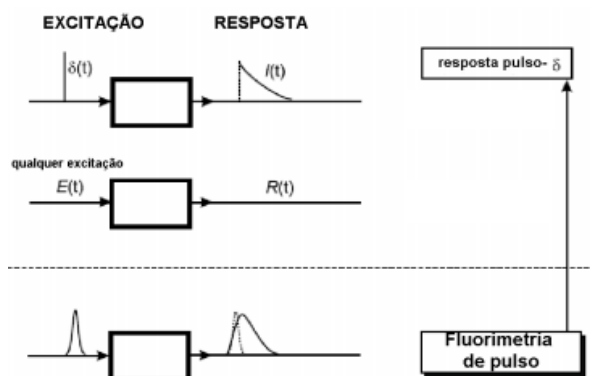 EXCITAÇÃO RESPOSTA
δ(t) I(t)
resposta pulso- δ
qualquer excitação
E(t) R(t)
Fluorimetria
de pulso